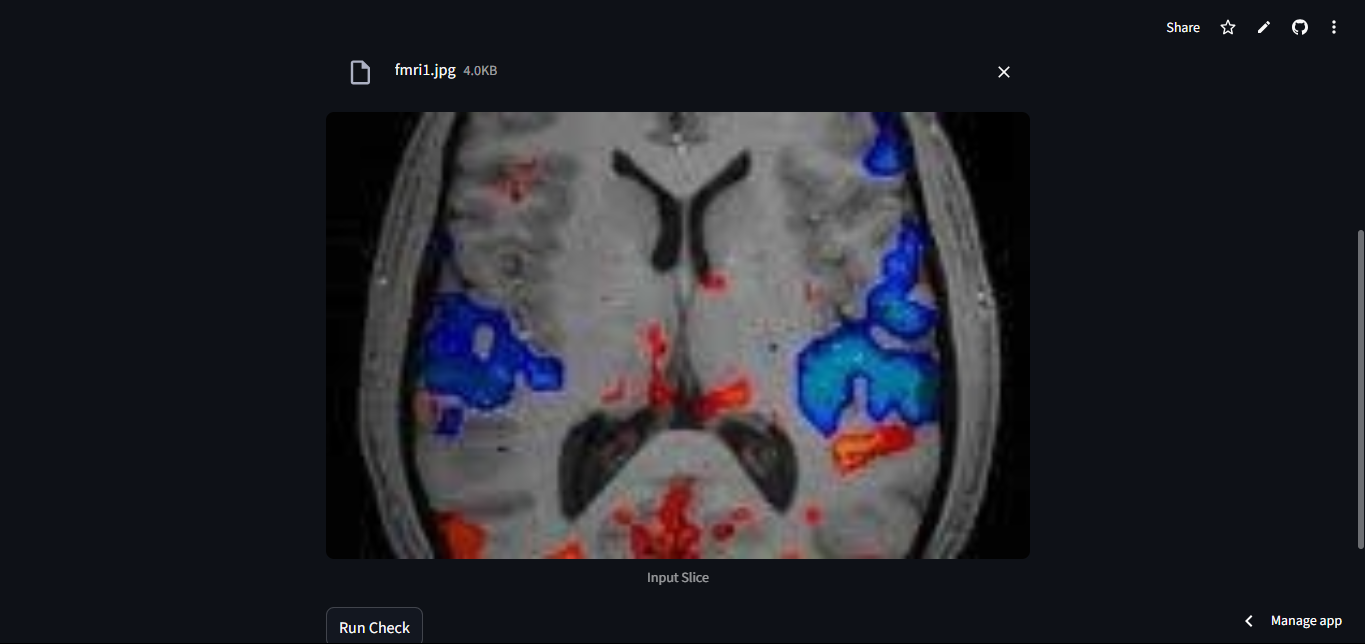 Share
fmri1.jpg 4.0KB
Input Slice
Run Check
Manage app